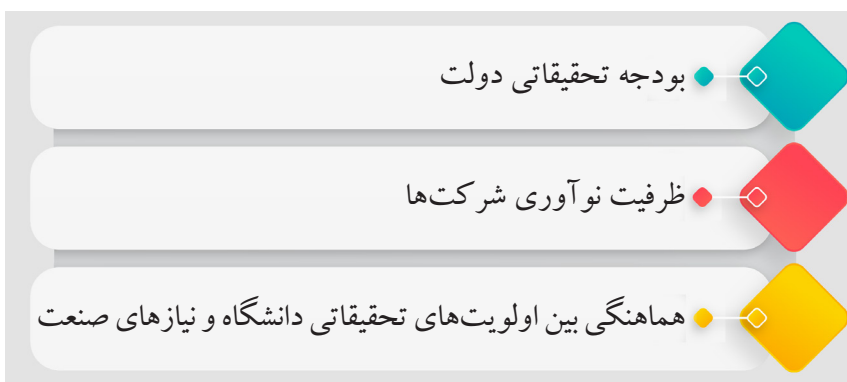 بودجه تحقیقاتی دولت
ظرفیت نوآوری شرکت‌ها
هماهنگی بین اولویت‌های تحقیقاتی دانشگاه و نیازهای صنعت